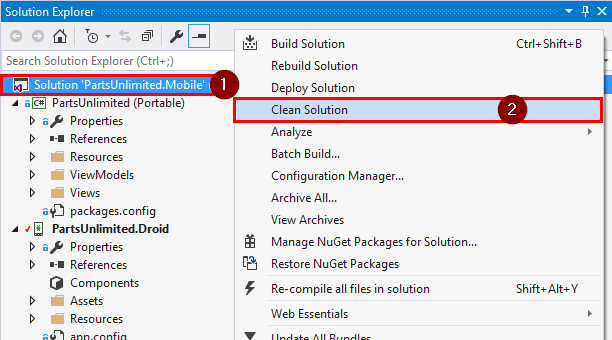 Solution Explorer
Search Solution Explorer (Ctrl+;)
Solution 'PartsUnlimited.Mobile'
1
C# PartsUnlimited (Portable)
Properties
References
Resources
ViewModels
Views
packages.config
PartsUnlimited.Droid
Properties
References
Components
Assets
Resources
app.config
Build Solution Ctrl+Shift+B
Rebuild Solution
Deploy Solution
Clean Solution
2
Analyze
Batch Build...
Configuration Manager...
Archive All...
View Archives
Manage NuGet Packages for Solution...
Restore NuGet Packages
Re-compile all files in solution Shift+Alt+Y
Web Essentials
Update All Bundles